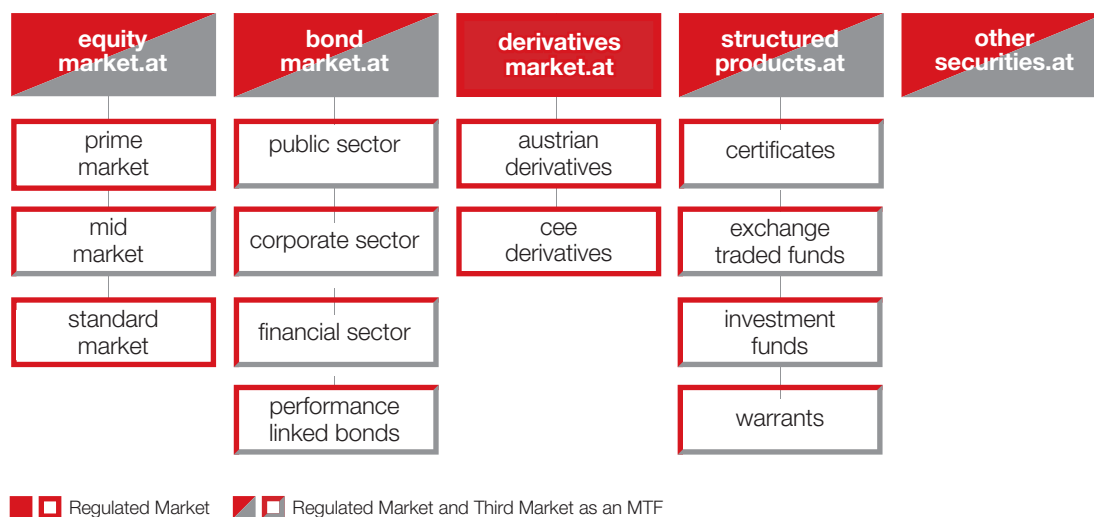 equity
market.at
prime
market
mid
market
standard
market
bond
market.at
public sector
corporate sector
financial sector
performance
linked bonds
derivatives
market.at
austrian
derivatives
cee
derivatives
structured
products.at
certificates
exchange
traded funds
investment
funds
warrants
other
securities.at
Regulated Market
Regulated Market and Third Market as an MTF